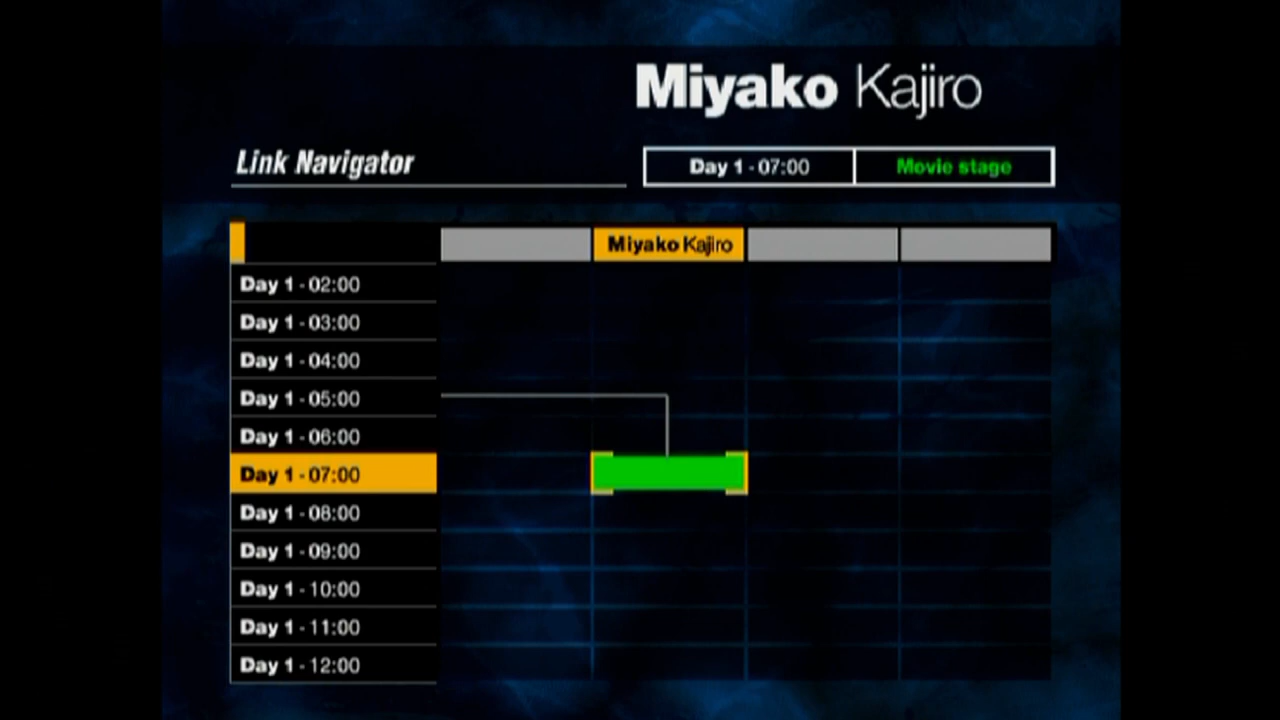 Miyako Kajiro
Link Navigator
Day 1 - 07:00
Movie stage
Miyako Kajiro
Day 1 - 02:00
Day 1 - 03:00
Day 1 - 04:00
Day 1 - 05:00
Day 1 - 06:00
Day 1 - 07:00
Day 1 - 08:00
Day 1 - 09:00
Day 1 - 10:00
Day 1 - 11:00
Day 1 - 12:00